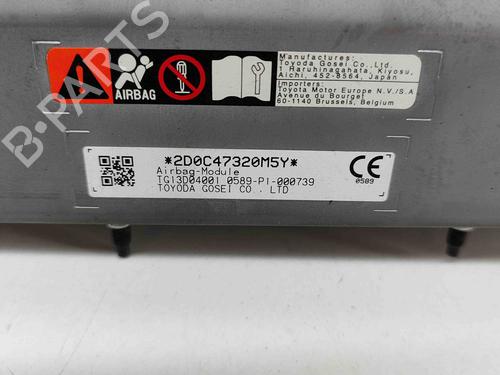 Manufactures:
Toyoda Gosei Co.,Ltd.
1 Haruhinagahata, Kiyosu,
Aichi, 452-8564, Japan
Importers:
Toyota Motor Europe N.V./S.A
Avenue du Bourget
60-1140 Brussels, Belgium
AIRBAG
*2D0C47320M5Y*
Airbag-Module
TG13D04001 0589-PI-000739
TOYODA GOSEI CO., LTD
CE
0589
B-PARTS